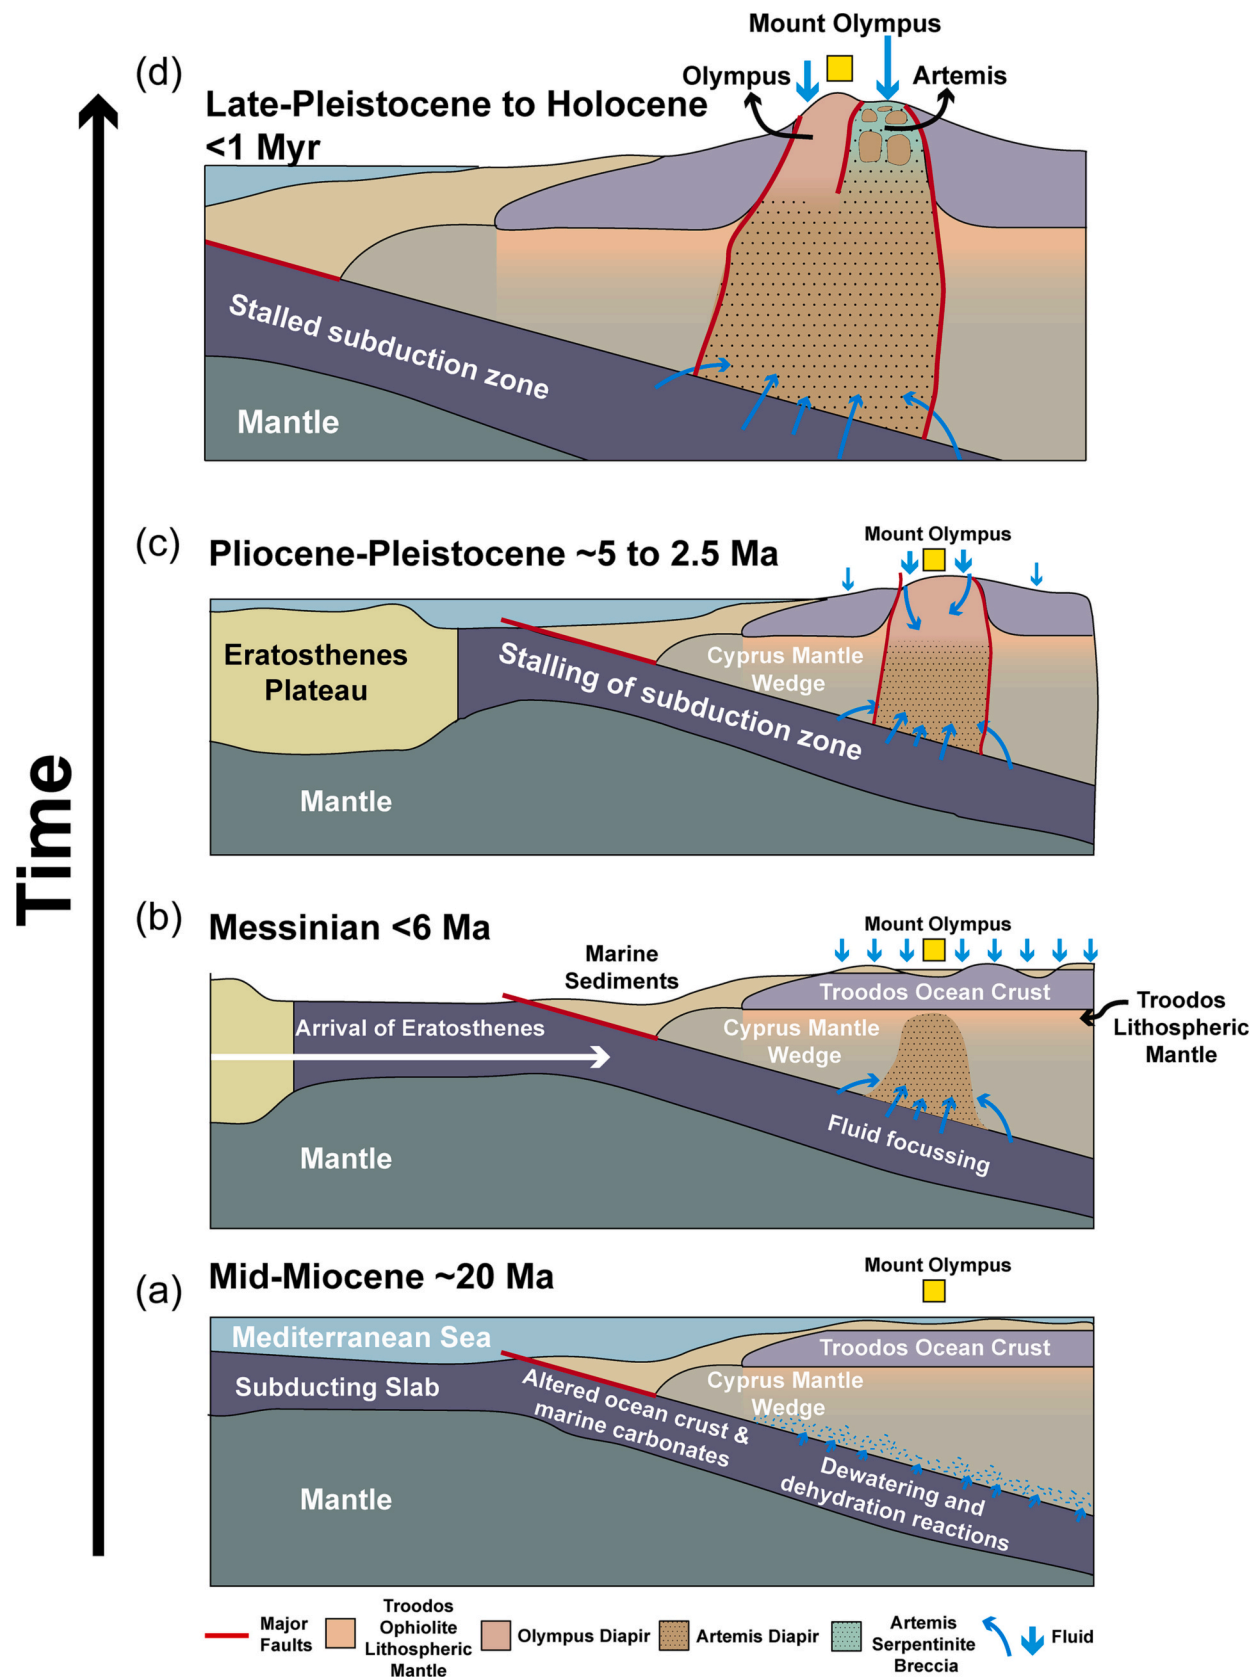 Mount Olympus
(d)
Olympus
Artemis
Late-Pleistocene to Holocene
<1 Myr
Stalled subduction zone
Mantle
Time
(c)
Pliocene-Pleistocene ~5 to 2.5 Ma
Mount Olympus
Eratosthenes
Plateau
Cyprus Mantle
Wedge
Stalling of subduction zone
Mantle
(b)
Messinian <6 Ma
Mount Olympus
Marine
Sediments
Troodos Ocean Crust
Troodos
Lithospheric
Mantle
Arrival of Eratosthenes
Cyprus Mantle
Wedge
Fluid focussing
Mantle
(a)
Mid-Miocene ~20 Ma
Mount Olympus
Mediterranean Sea
Troodos Ocean Crust
Subducting Slab
Cyprus Mantle
Wedge
Altered ocean crust &
marine carbonates
Dewatering and
dehydration reactions
Mantle
Major
Faults
Troodos
Ophiolite
Lithospheric
Mantle
Olympus Diapir
Artemis Diapir
Artemis
Serpentinite
Breccia
Fluid